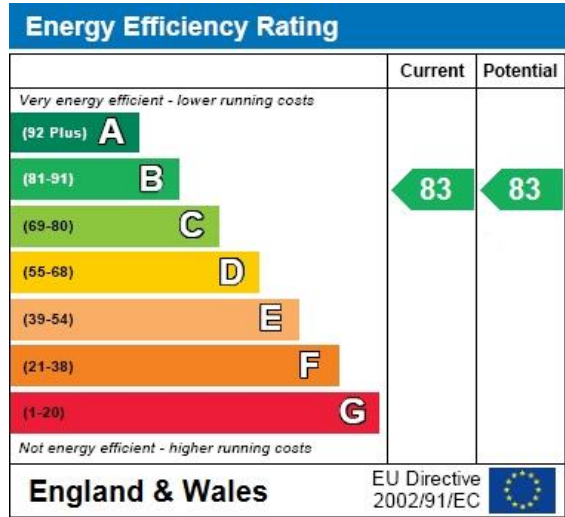 Energy Efficiency Rating
Current Potential
Very energy efficient - lower running costs
(92 Plus) A
(81-91) B
83 83
(69-80) C
(55-68) D
(39-54) E
(21-38) F
(1-20) G
Not energy efficient - higher running costs
England & Wales
EU Directive
2002/91/EC